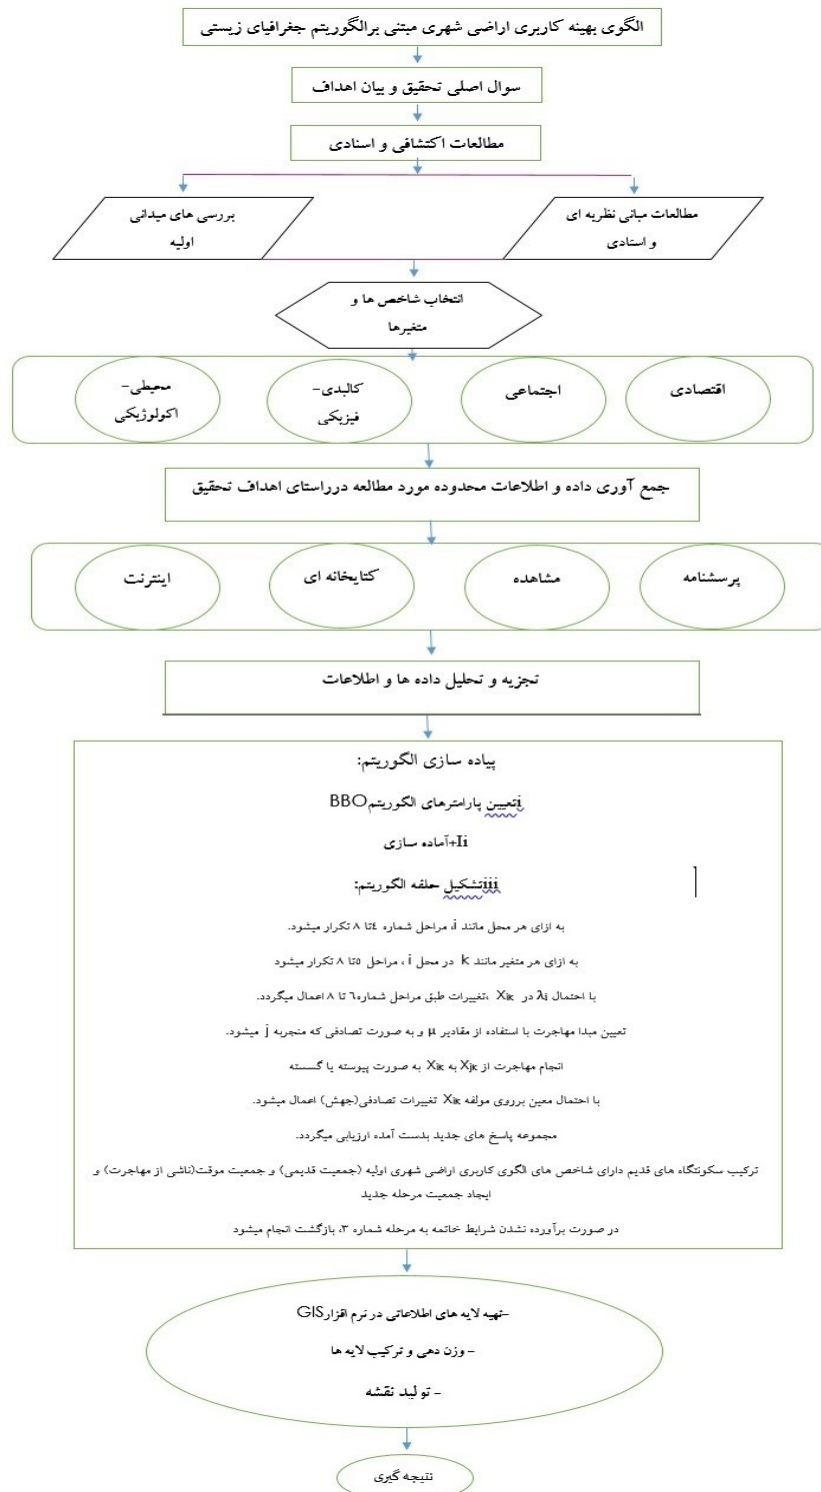 الگوی بهینه کاربری اراضی شهری مبتنی برالگوریتم جغرافیای زیستی
سوال اصلی تحقیق و بیان اهداف
مطالعات اکتشافی و اسنادی
مطالعات مبانی نظریه ای
و اسنادی
بررسی های میدانی
اولیه
انتخاب شاخص ها و
متغیرها
اقتصادی
اجتماعی
کالبدی-
فیزیکی
محیطی-
اکولوژیکی
جمع آوری داده و اطلاعات محدوده مورد مطالعه درراستای اهداف تحقیق
پرسشنامه
مشاهده
کتابخانه ای
اینترنت
تجزیه و تحلیل داده ها و اطلاعات
پیاده سازی الگوریتم:
iتعیین پارامترهای الگوریتمBBO
Ii+آماده سازی
iiiتشکیل حلقه الگوریتم:
به ازای هر محل مانند i، مراحل شماره ٤تا ٨ تکرار میشود.
به ازای هر متغیر مانند k در محل i ، مراحل ٥تا ٨ تکرار میشود
با احتمال λi در Xik ،تغییرات طبق مراحل شماره٦ تا ٨ اعمال میگردد.
تعیین مبدا مهاجرت با استفاده از مقادیر μ و به صورت تصادفی که منجربه j میشود.
انجام مهاجرت از Xjk به Xik به صورت پیوسته یا گسسته
با احتمال معین برروی مولفه Xik تغییرات تصادفی(جهش) اعمال میشود.
مجموعه پاسخ های جدید بدست آمده ارزیابی میگردد.
ترکیب سکونتگاه های قدیم دارای شاخص های الگوی کاربری اراضی شهری اولیه (جمعیت قدیمی) و جمعیت موقت(ناشی از مهاجرت) و
ایجاد جمعیت مرحله جدید
در صورت برآورده نشدن شرایط خاتمه به مرحله شماره ٣، بازگشت انجام میشود
-تهیه لایه های اطلاعاتی در نرم افزارGIS
- وزن دهی و ترکیب لایه ها
- تولید نقشه
نتیجه گیری